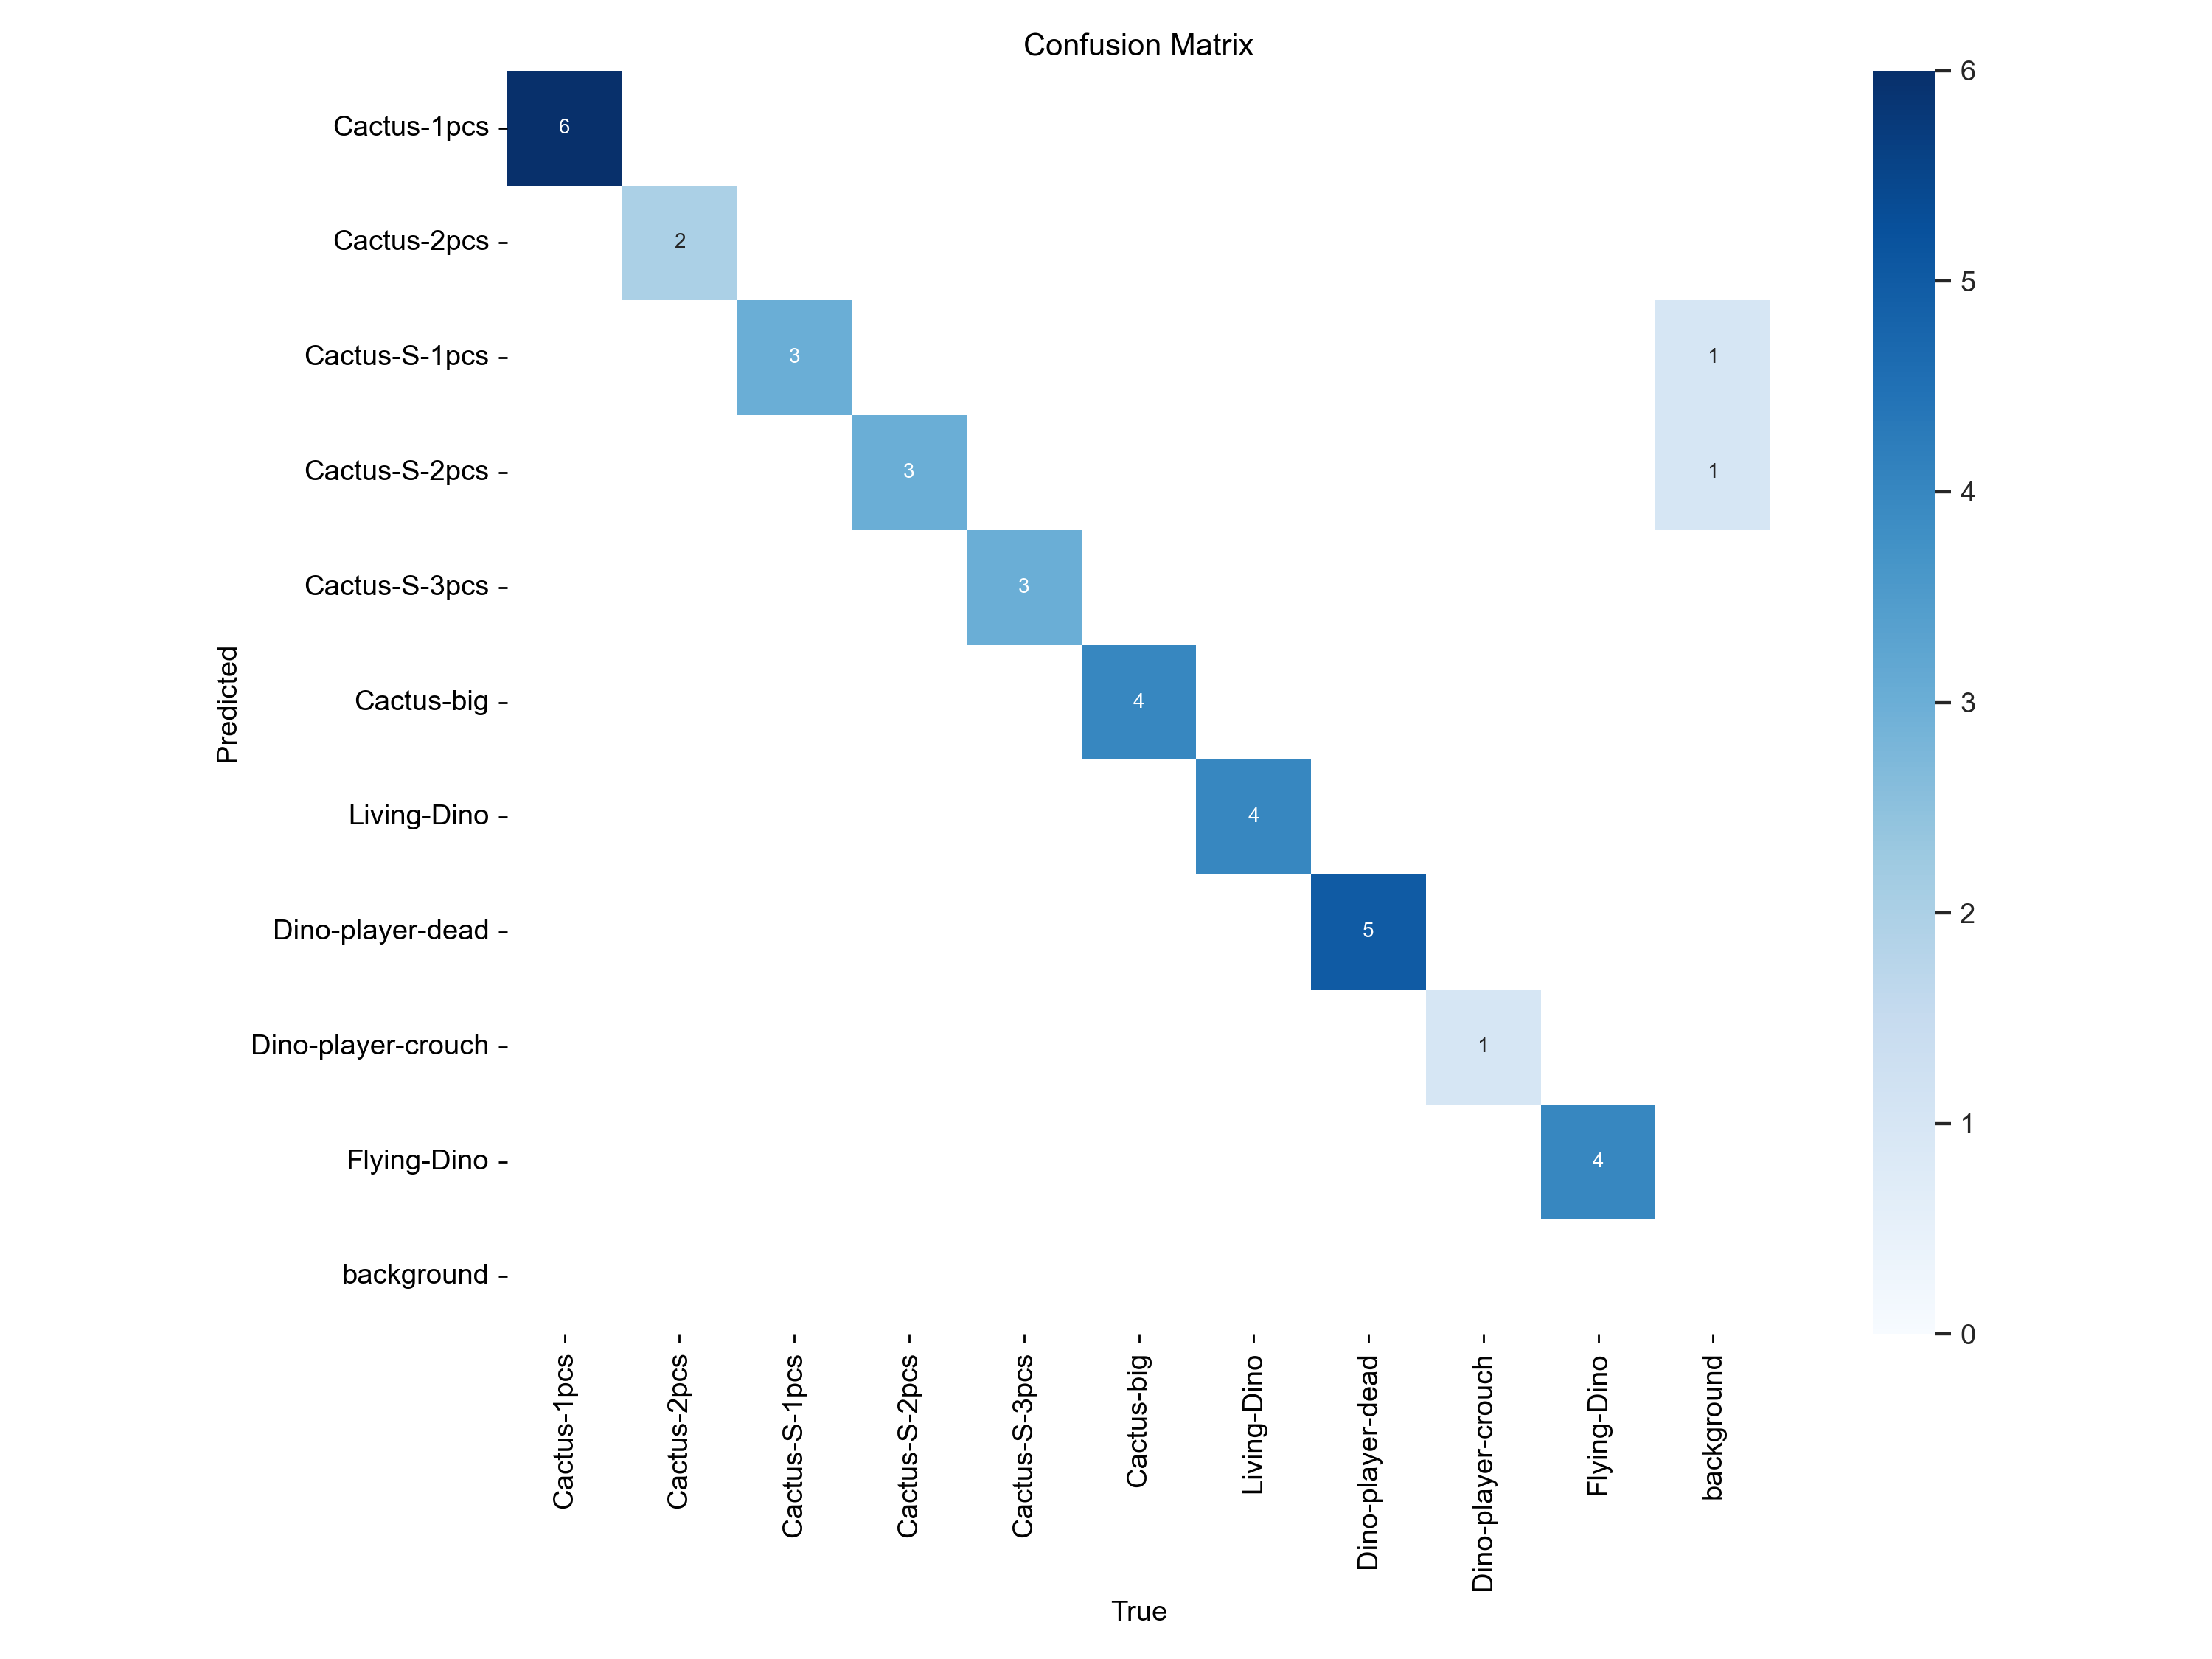 Confusion Matrix
Cactus-1pcs
6
Cactus-2pcs
2
Cactus-S-1pcs
3
1
Cactus-S-2pcs
3
1
Cactus-S-3pcs
3
Cactus-big
4
Living-Dino
4
Dino-player-dead
5
Dino-player-crouch
1
Flying-Dino
4
background
Predicted
Cactus-1pcs
Cactus-2pcs
Cactus-S-1pcs
Cactus-S-2pcs
Cactus-S-3pcs
Cactus-big
Living-Dino
Dino-player-dead
Dino-player-crouch
Flying-Dino
background
True
6
5
4
3
2
1
0